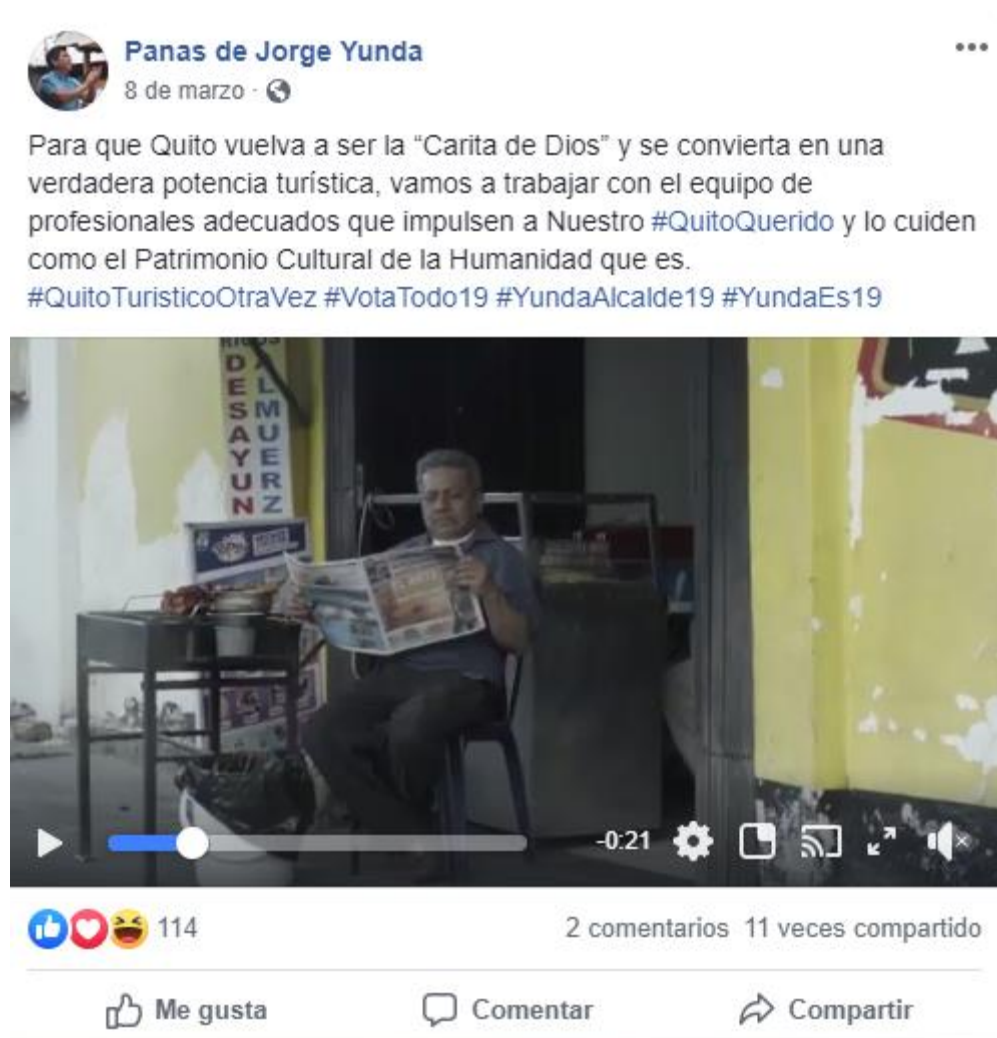 Panas de Jorge Yunda
8 de marzo
Para que Quito vuelva a ser la “Carita de Dios” y se convierta en una
verdadera potencia turística, vamos a trabajar con el equipo de
profesionales adecuados que impulsen a Nuestro #QuitoQuerido y lo cuiden
como el Patrimonio Cultural de la Humanidad que es.
#QuitoTuristicoOtraVez #VotaTodo19 #YundaAlcalde19 #YundaEs19
DESAYUN
ALMUERZ
-0:21
114
2 comentarios 11 veces compartido
Me gusta Comentar Compartir